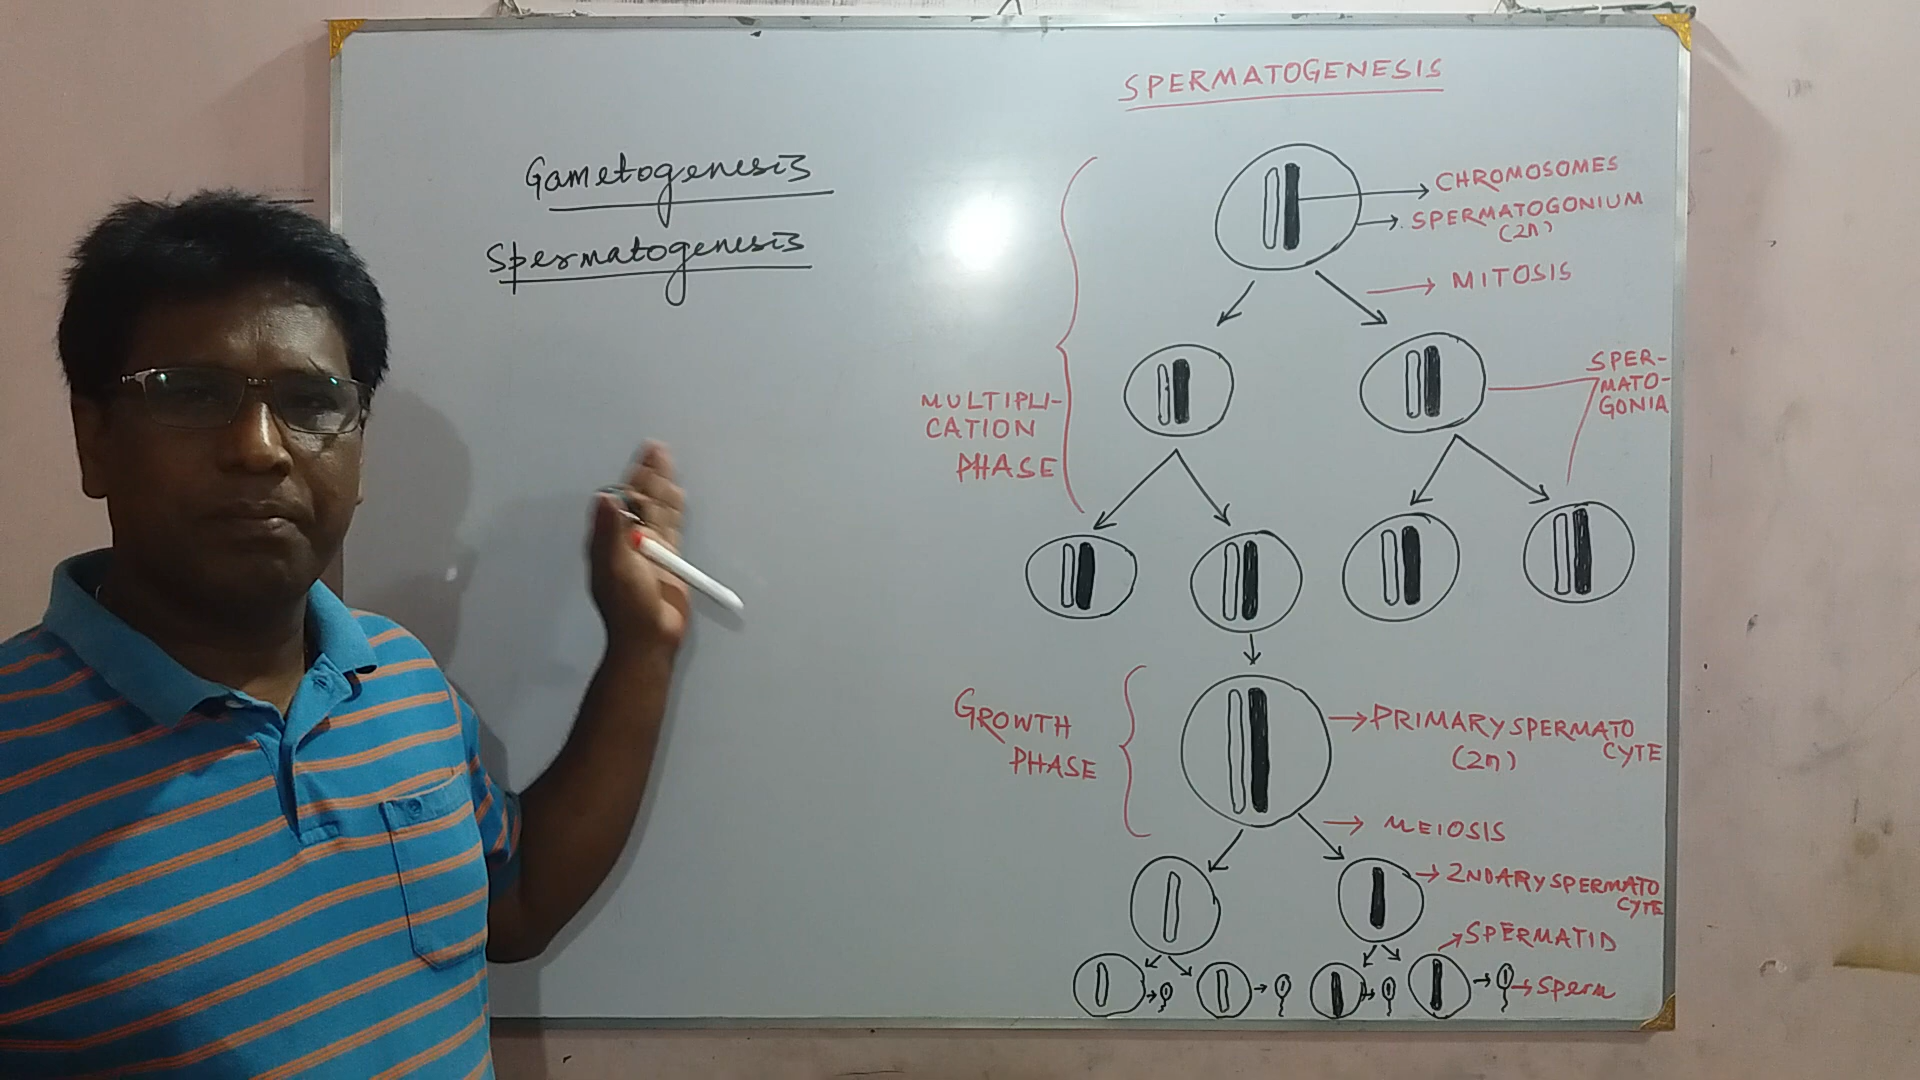 Gametogenesis
Spermatogenesis
SPERMATOGENESIS
CHROMOSOMES
SPERMATOGONIUM
(2n)
MITOSIS
MULTIPLI-
CATION
PHASE
SPER-
MATO-
GONIA
GROWTH
PHASE
PRIMARY SPERMATO
CYTE
(2n)
MEIOSIS
2NDARY SPERMATO
CYTE
SPERMATID
Sperm